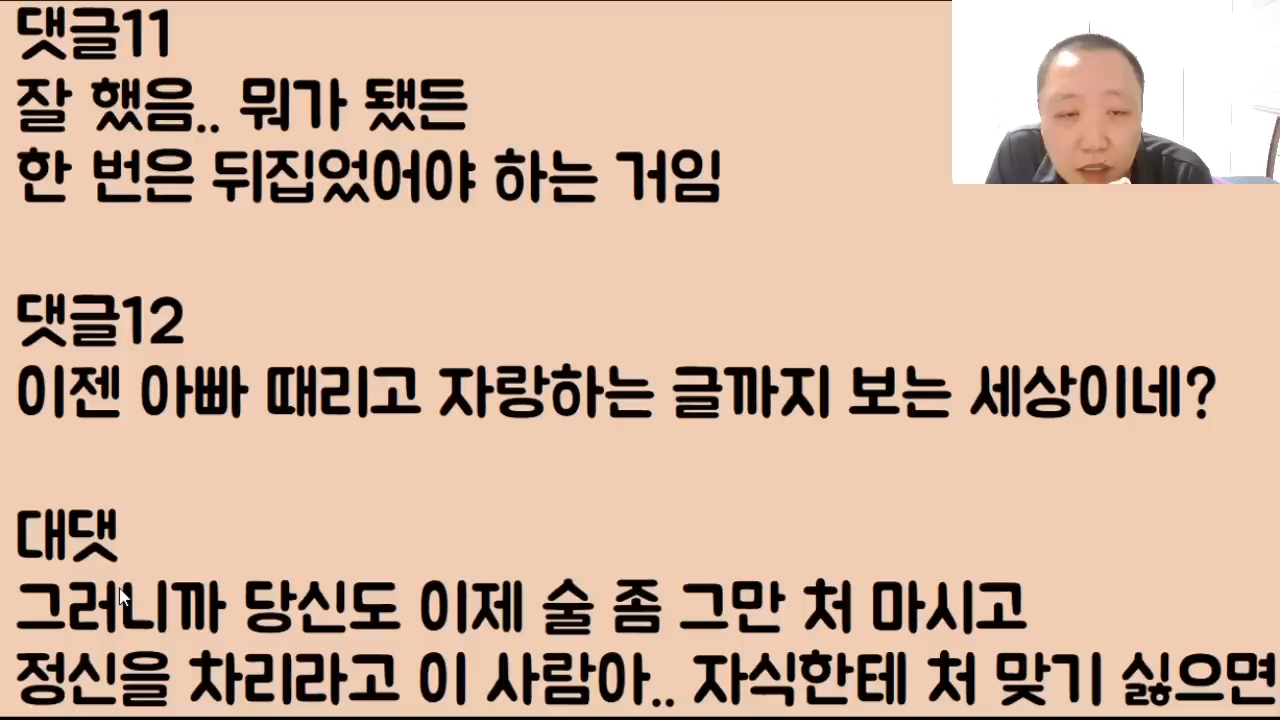 댓글11
잘 했음.. 뭐가 됐든
한 번은 뒤집었어야 하는 거임
댓글12
이젠 아빠 때리고 자랑하는 글까지 보는 세상이네?
대댓
그러니까 당신도 이제 술 좀 그만 처 마시고
정신을 차리라고 이 사람아.. 자식한테 처 맞기 싫으면